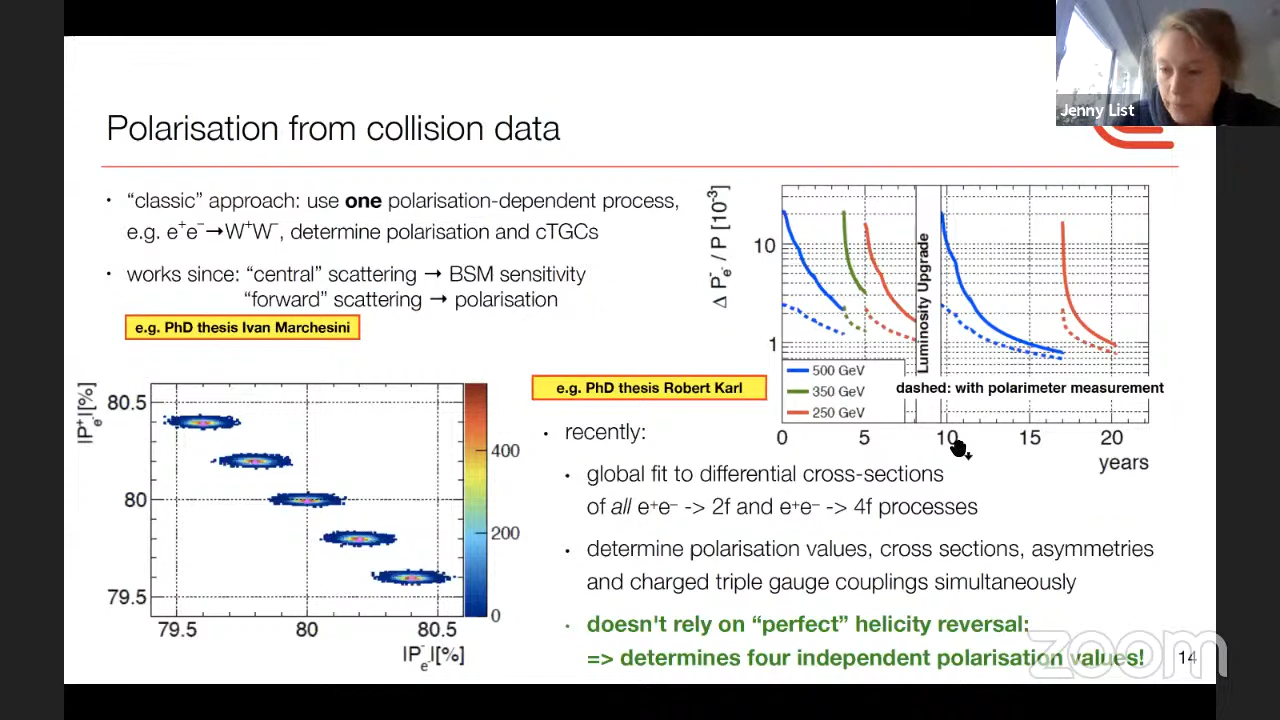 Jenny List
Polarisation from collision data
• “classic” approach: use one polarisation-dependent process,
e.g. e⁺e⁻→W⁺W⁻, determine polarisation and cTGCs
• works since: “central” scattering → BSM sensitivity
“forward” scattering → polarisation
e.g. PhD thesis Ivan Marchesini
|P_e⁺|[%]
80.5
80
79.5
79.5 80 80.5
|P_e⁻|[%]
400
200
0
Δ P_e⁻ / P [10⁻³]
10
1
Luminosity Upgrade
500 GeV
350 GeV
250 GeV
dashed: with polarimeter measurement
0 5 10 15 20
years
e.g. PhD thesis Robert Karl
• recently:
• global fit to differential cross-sections
of all e+e– -> 2f and e+e– -> 4f processes
• determine polarisation values, cross sections, asymmetries
and charged triple gauge couplings simultaneously
• doesn't rely on “perfect” helicity reversal:
=> determines four independent polarisation values!
zoom
14